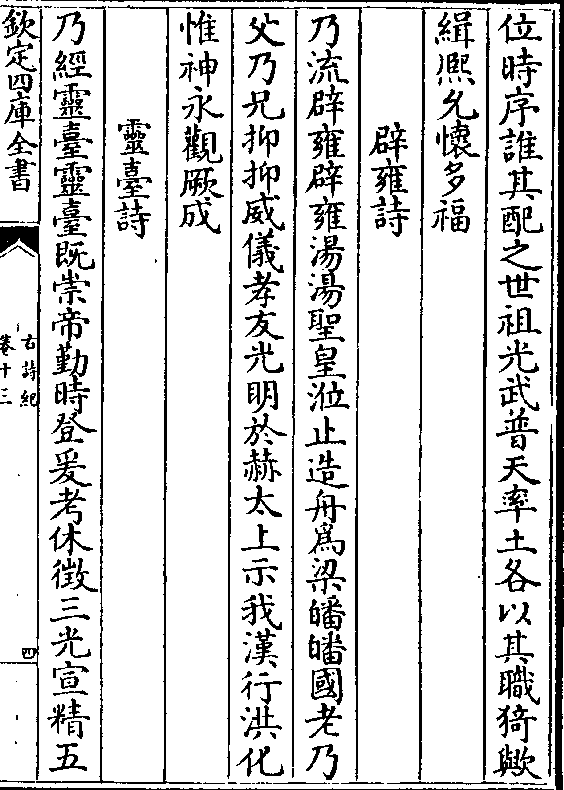 位時序誰其配之世祖光武普天率土各以其職猗歟
緝熙允懷多福
辟雍詩
乃流辟雍辟雍湯湯聖皇涖止造舟為梁皤皤國老乃
父乃兄抑抑威儀孝友光明於赫太上示我漢行洪化
惟神永觀厥成
靈臺詩
乃經靈臺靈臺既崇帝勤時登爰考休徵三光宣精五
欽定四庫全書
古詩紀
卷十三
四